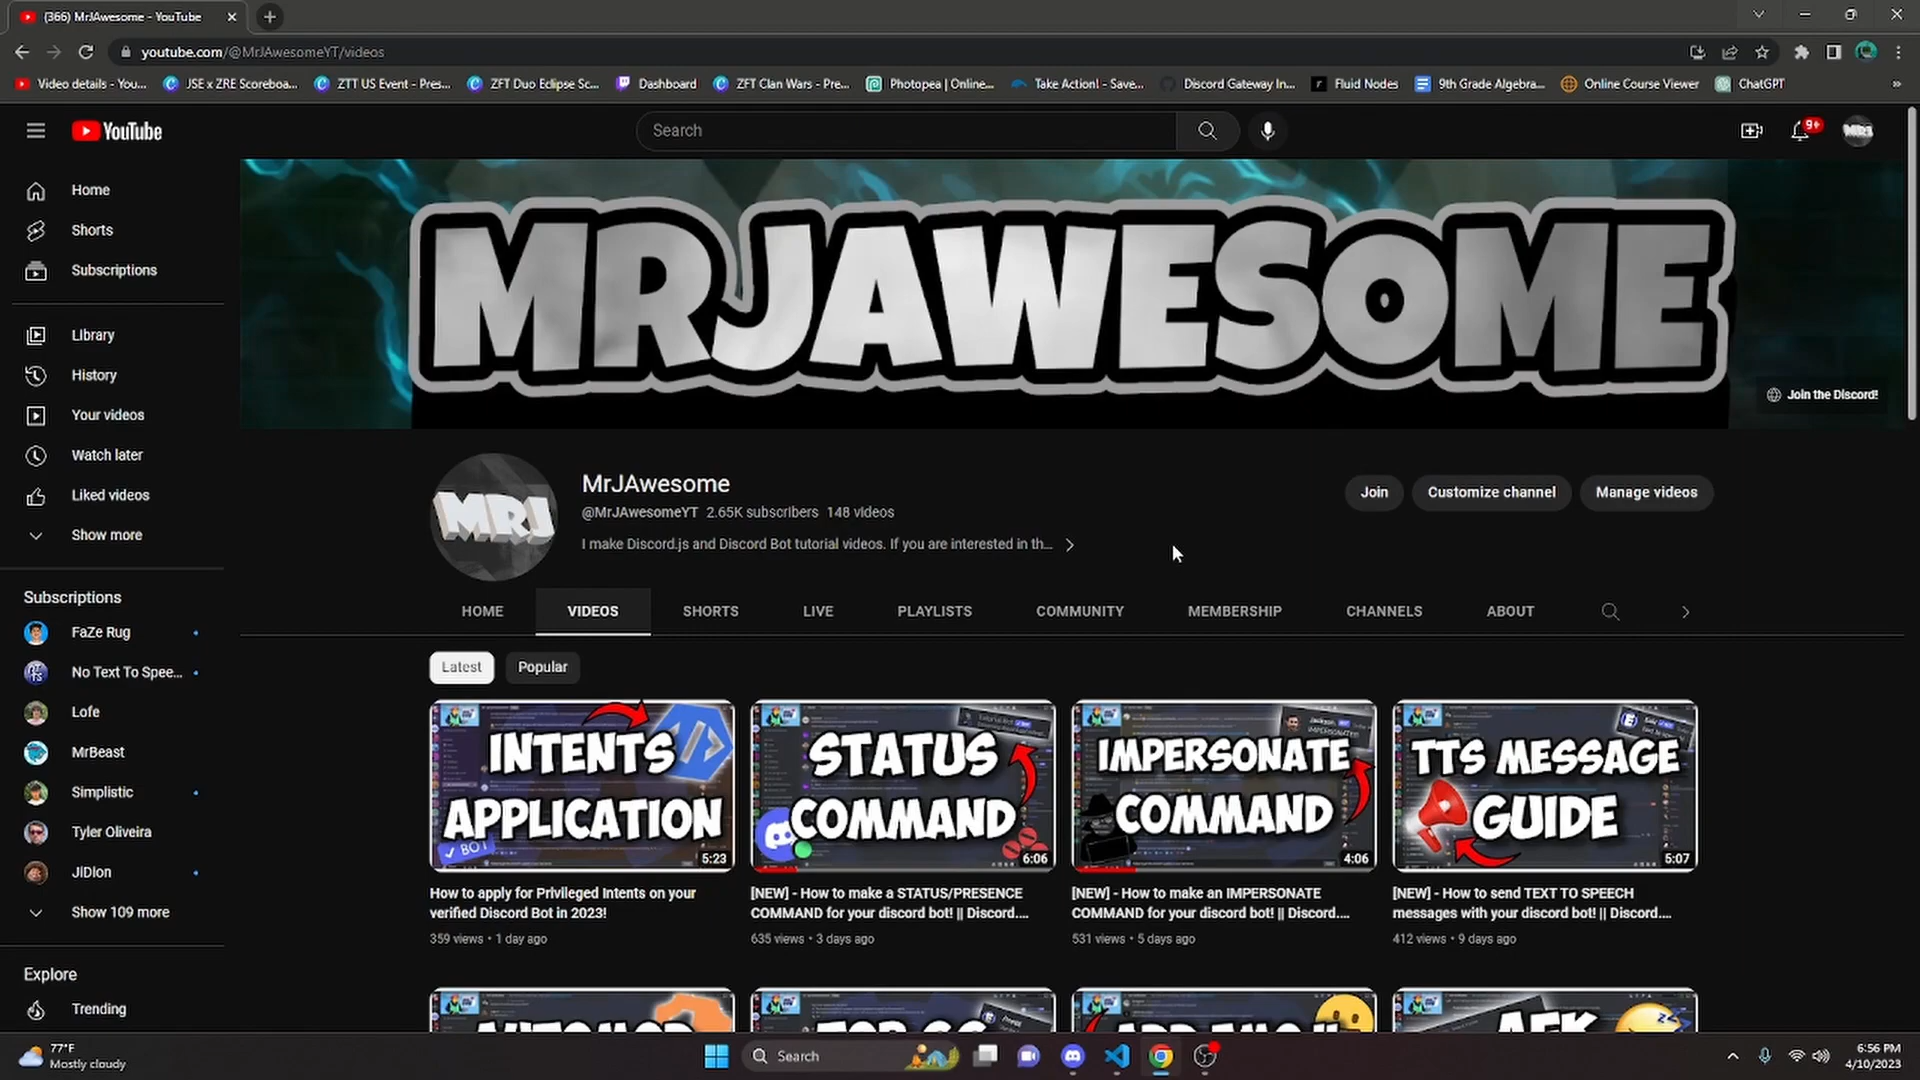 (366) MrJAwesome - YouTube
youtube.com/@MrJAwesomeYT/videos
Video details - You...
JSE x ZRE Scoreboa...
ZTT US Event - Pres...
ZFT Duo Eclipse Sc...
Dashboard
ZFT Clan Wars - Pre...
Photopea | Online...
Take Action! - Save...
Discord Gateway In...
Fluid Nodes
9th Grade Algebra...
Online Course Viewer
ChatGPT
YouTube
Search
9+
MRJ
Home
Shorts
Subscriptions
Library
History
Your videos
Watch later
Liked videos
Show more
Subscriptions
FaZe Rug
No Text To Spee...
Lofe
MrBeast
Simplistic
Tyler Oliveira
JiDion
Show 109 more
Explore
Trending
MRJAWESOME
Join the Discord!
MRJ
MrJAwesome
@MrJAwesomeYT 2.65K subscribers 148 videos
I make Discord.js and Discord Bot tutorial videos. If you are interested in th...
Join
Customize channel
Manage videos
HOME
VIDEOS
SHORTS
LIVE
PLAYLISTS
COMMUNITY
MEMBERSHIP
CHANNELS
ABOUT
Latest
Popular
INTENTS
APPLICATION
✓ BOT
5:23
How to apply for Privileged Intents on your
verified Discord Bot in 2023!
359 views • 1 day ago
STATUS
COMMAND
6:06
[NEW] - How to make a STATUS/PRESENCE
COMMAND for your discord bot! || Discord....
635 views • 3 days ago
IMPERSONATE
COMMAND
4:06
[NEW] - How to make an IMPERSONATE
COMMAND for your discord bot! || Discord....
531 views • 5 days ago
TTS MESSAGE
GUIDE
5:07
[NEW] - How to send TEXT TO SPEECH
messages with your discord bot! || Discord....
412 views • 9 days ago
AUTOMOD
TOP.GG
ADD EMOJI
AFK
77°F
Mostly cloudy
Search
6:56 PM
4/10/2023